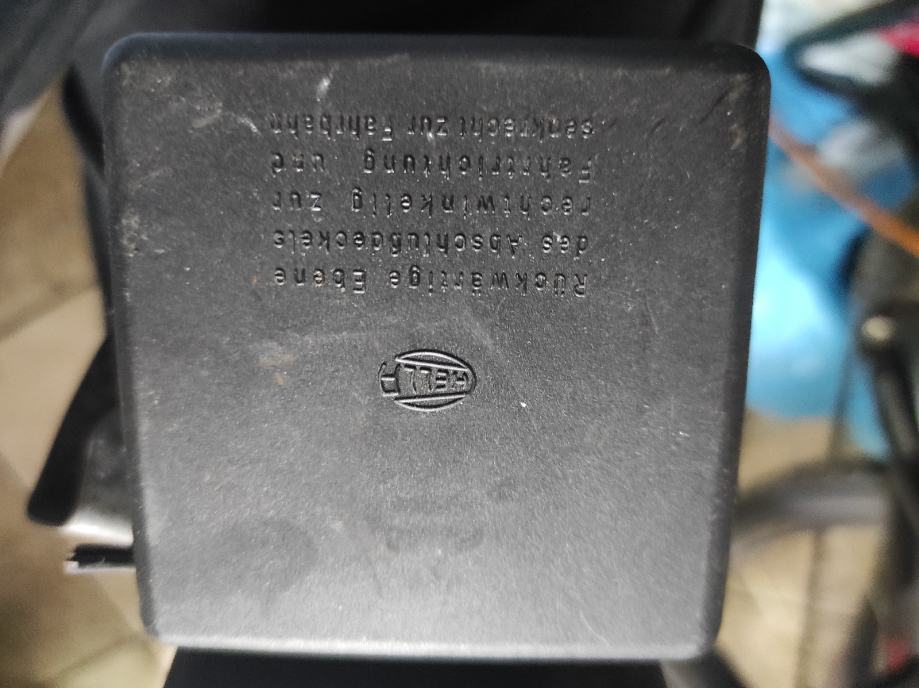 Rückwärtige Ebene
des Abschlußdeckels
rechtwinkelig zur
Fahrtrichtung und
senkrecht zur Fahrbahn
HELLA